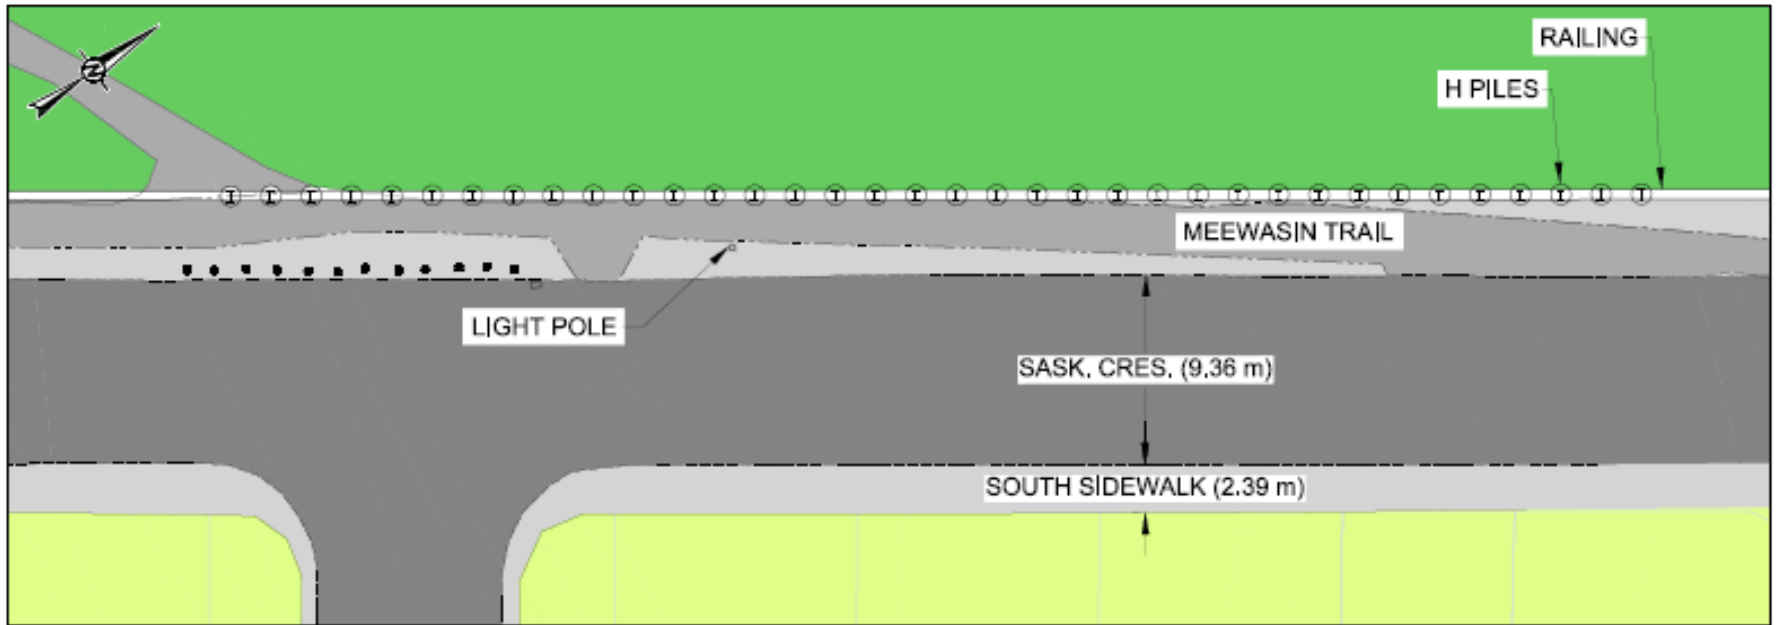 N
RAILING
H PILES
MEEWASIN TRAIL
LIGHT POLE
SASK. CRES. (9.36 m)
SOUTH SIDEWALK (2.39 m)